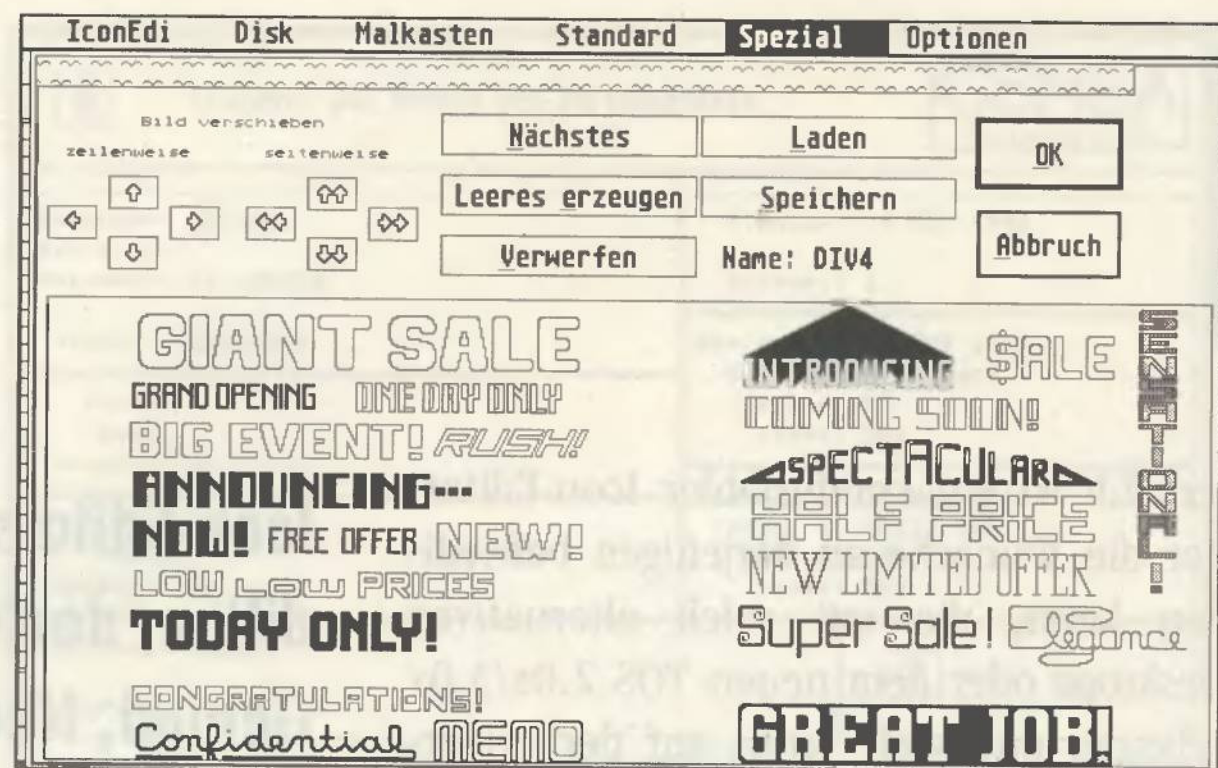 IconEdi Disk Malkasten Standard Spezial Optionen
Bild verschieben
zeilenweise seitenweise
Nächstes Laden OK
Leeres erzeugen Speichern
Verwerfen Name: DIV4 Abbruch
GIANT SALE
GRAND OPENING ONE DAY ONLY
BIG EVENT! RUSH!
ANNOUNCING...
NOW! FREE OFFER NEW!
LOW LOW PRICES
TODAY ONLY!
CONGRATULATIONS!
Confidential MEMO
INTRODUCING $ALE
COMING SOON!
SPECTACULAR
HALF PRICE
NEW LIMITED OFFER
Super Sale! Elegance
GREAT JOB!
SENSATIONAL!